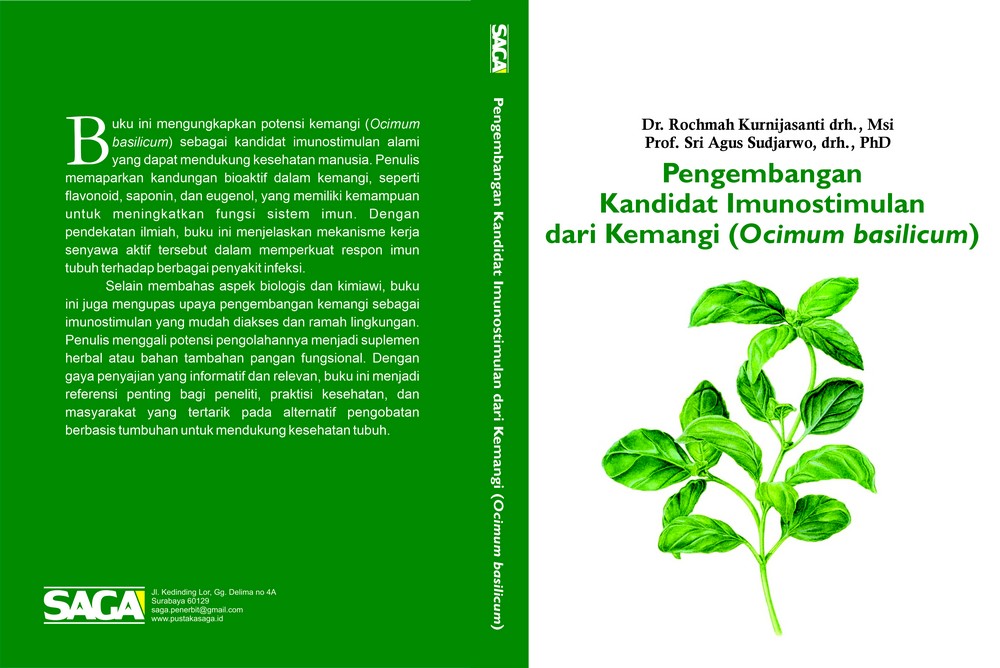 Buku ini mengungkapkan potensi kemangi (Ocimum
basilicum) sebagai kandidat imunostimulan alami
yang dapat mendukung kesehatan manusia. Penulis
memaparkan kandungan bioaktif dalam kemangi, seperti
flavonoid, saponin, dan eugenol, yang memiliki kemampuan
untuk meningkatkan fungsi sistem imun. Dengan
pendekatan ilmiah, buku ini menjelaskan mekanisme kerja
senyawa aktif tersebut dalam memperkuat respon imun
tubuh terhadap berbagai penyakit infeksi.
Selain membahas aspek biologis dan kimiawi, buku
ini juga mengupas upaya pengembangan kemangi sebagai
imunostimulan yang mudah diakses dan ramah lingkungan.
Penulis menggali potensi pengolahannya menjadi suplemen
herbal atau bahan tambahan pangan fungsional. Dengan
gaya penyajian yang informatif dan relevan, buku ini menjadi
referensi penting bagi peneliti, praktisi kesehatan, dan
masyarakat yang tertarik pada alternatif pengobatan
berbasis tumbuhan untuk mendukung kesehatan tubuh.
SAGA
Jl. Kedinding Lor, Gg. Delima no 4A
Surabaya 60129
saga.penerbit@gmail.com
www.pustakasaga.id
SAGA
Pengembangan Kandidat Imunostimulan dari Kemangi (Ocimum basilicum)
Dr. Rochmah Kurnijasanti drh., Msi
Prof. Sri Agus Sudjarwo, drh., PhD
Pengembangan
Kandidat Imunostimulan
dari Kemangi (Ocimum basilicum)